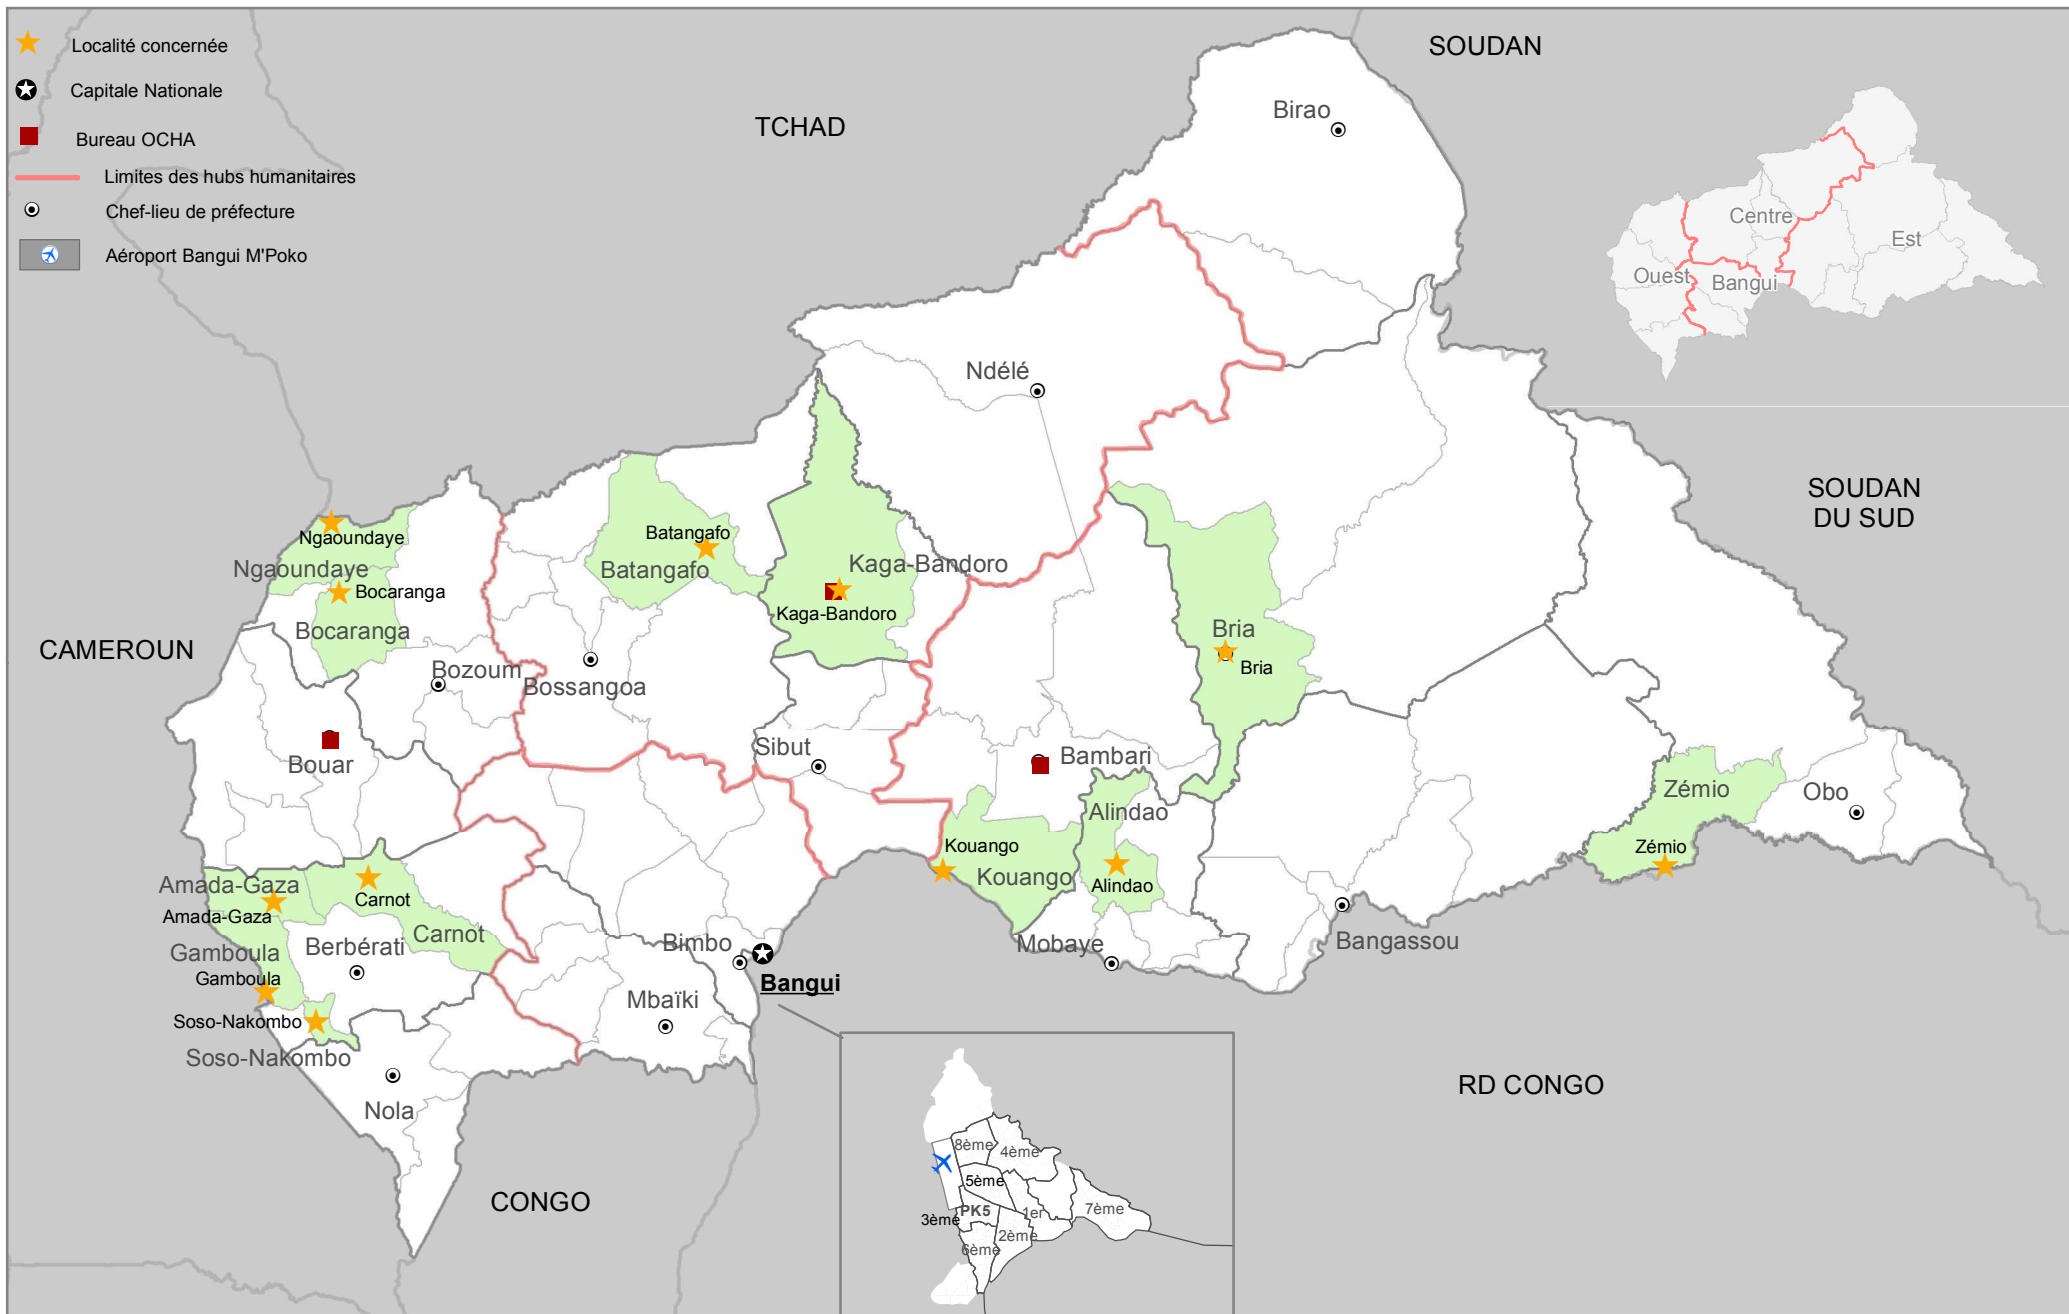 Localité concernée
Capitale Nationale
Bureau OCHA
Limites des hubs humanitaires
Chef-lieu de préfecture
Aéroport Bangui M'Poko
SOUDAN
TCHAD
Birao
Centre
Est
Ouest
Bangui
Ndélé
SOUDAN
DU SUD
Ngaoundaye
Ngaoundaye
Bocaranga
Bocaranga
Batangafo
Batangafo
Kaga-Bandoro
Kaga-Bandoro
CAMEROUN
Bozoum
Bossangoa
Bria
Bria
Bouar
Sibut
Bambari
Alindao
Alindao
Kouango
Kouango
Zémio
Zémio
Obo
Amada-Gaza
Amada-Gaza
Carnot
Carnot
Gamboula
Gamboula
Berbérati
Bimbo
Bangui
Mobaye
Bangassou
Soso-Nakombo
Soso-Nakombo
Mbaïki
Nola
RD CONGO
CONGO
8ème
4ème
5ème
PK5
3ème
1er
7ème
2ème
6ème